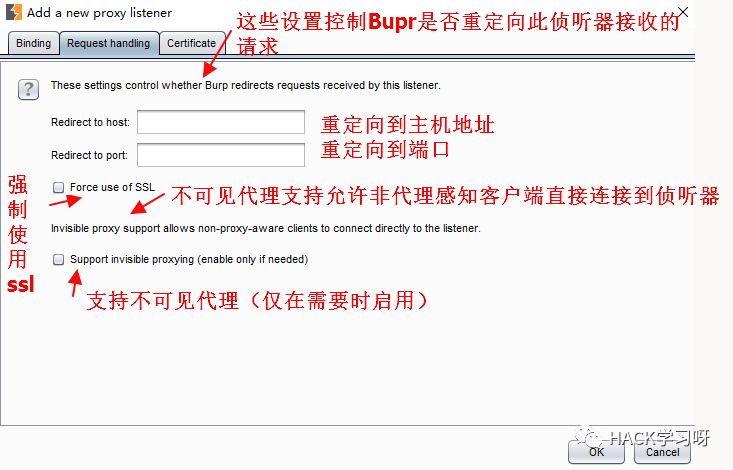 Add a new proxy listener
这些设置控制Bupr是否重定向此侦听器接收的
请求
Binding
Request handling
Certificate
These settings control whether Burp redirects requests received by this listener.
Redirect to host:
重定向到主机地址
Redirect to port:
重定向到端口
强
制
使
用
ssl
Force use of SSL
不可见代理支持允许非代理感知客户端直接连接到侦听器
Invisible proxy support allows non-proxy-aware clients to connect directly to the listener.
Support invisible proxying (enable only if needed)
支持不可见代理（仅在需要时启用）
HACK学习呀
OK
Cancel